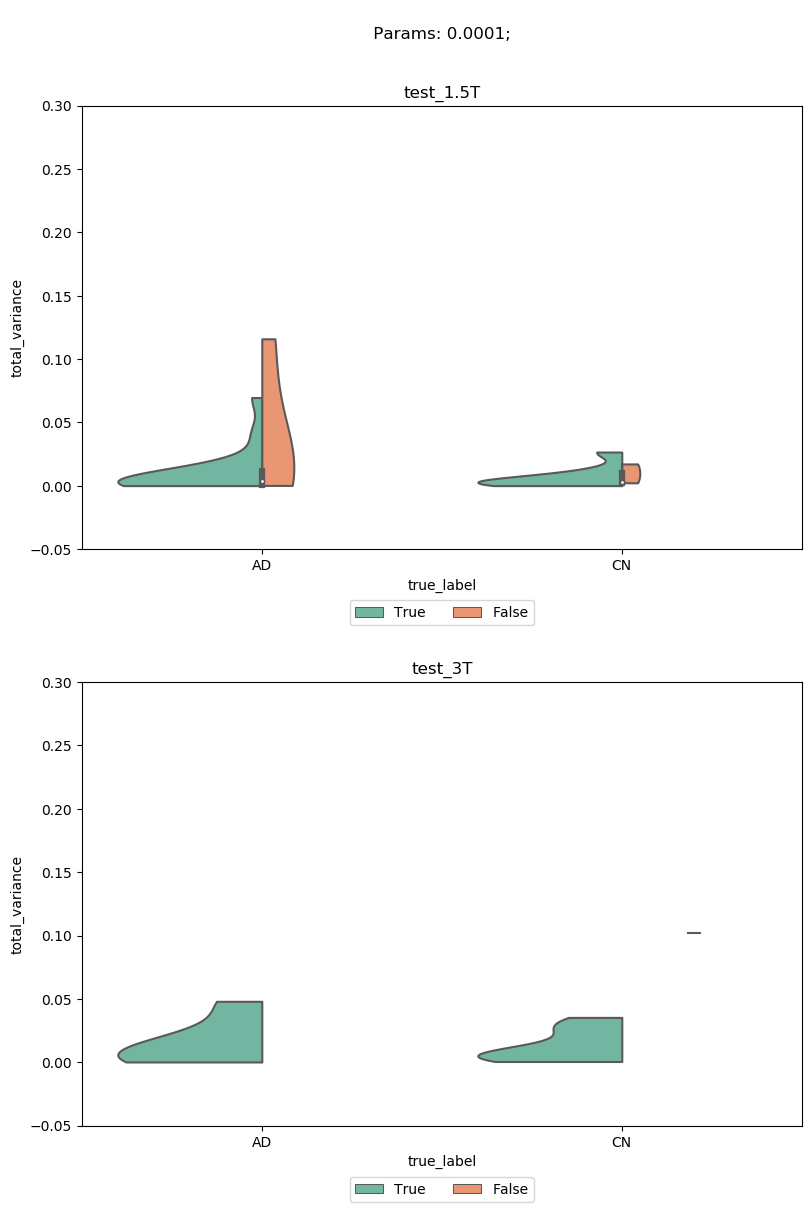 Params: 0.0001;
test_1.5T
0.30
0.25
0.20
0.15
0.10
0.05
0.00
−0.05
total_variance
AD CN
true_label
True False
test_3T
0.30
0.25
0.20
0.15
0.10
0.05
0.00
−0.05
total_variance
AD CN
true_label
True False